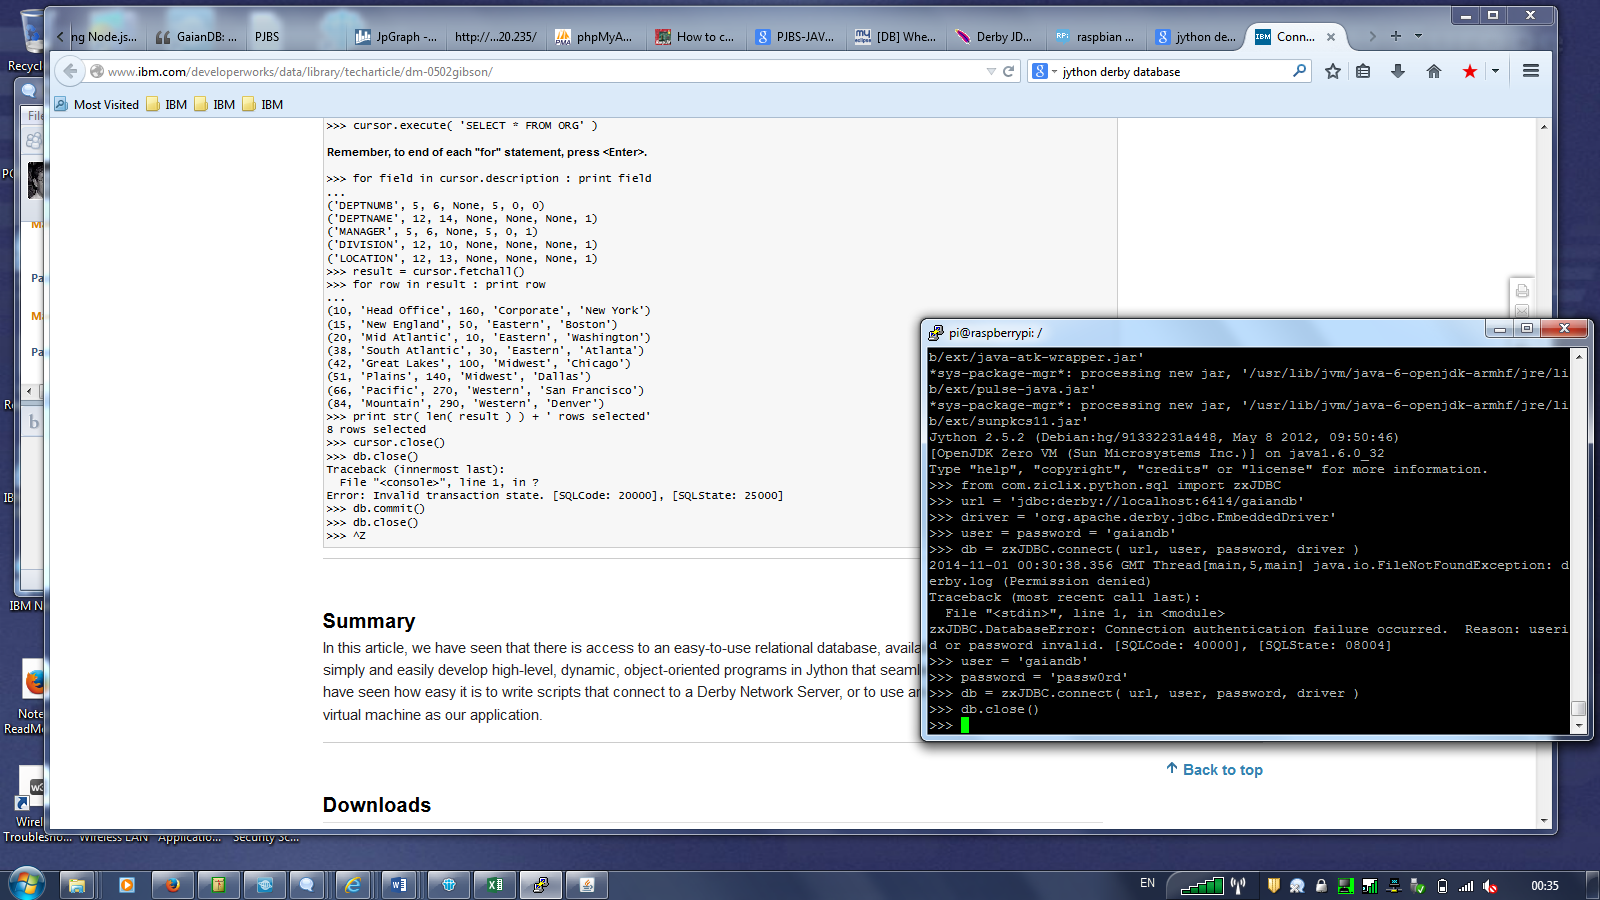 ng Node.js...
GaianDB: ...
PJBS
JpGraph -...
http://...20.235/
phpMyA...
How to c...
PJBS-JAV...
[DB] Whe...
Derby JD...
raspbian ...
jython de...
Conn...
www.ibm.com/developerworks/data/library/techarticle/dm-0502gibson/
jython derby database
Most Visited
IBM
IBM
IBM
>>> cursor.execute( 'SELECT * FROM ORG' )
Remember, to end of each "for" statement, press <Enter>.
>>> for field in cursor.description : print field
...
('DEPTNUMB', 5, 6, None, 5, 0, 0)
('DEPTNAME', 12, 14, None, None, None, 1)
('MANAGER', 5, 6, None, 5, 0, 1)
('DIVISION', 12, 10, None, None, None, 1)
('LOCATION', 12, 13, None, None, None, 1)
>>> result = cursor.fetchall()
>>> for row in result : print row
...
(10, 'Head Office', 160, 'Corporate', 'New York')
(15, 'New England', 50, 'Eastern', 'Boston')
(20, 'Mid Atlantic', 10, 'Eastern', 'Washington')
(38, 'South Atlantic', 30, 'Eastern', 'Atlanta')
(42, 'Great Lakes', 100, 'Midwest', 'Chicago')
(51, 'Plains', 140, 'Midwest', 'Dallas')
(66, 'Pacific', 270, 'Western', 'San Francisco')
(84, 'Mountain', 290, 'Western', 'Denver')
>>> print str( len( result ) ) + ' rows selected'
8 rows selected
>>> cursor.close()
>>> db.close()
Traceback (innermost last):
File "<console>", line 1, in ?
Error: Invalid transaction state. [SQLCode: 20000], [SQLState: 25000]
>>> db.commit()
>>> db.close()
>>> ^Z
Summary
In this article, we have seen that there is access to an easy-to-use relational database, availa
simply and easily develop high-level, dynamic, object-oriented programs in Jython that seaml
have seen how easy it is to write scripts that connect to a Derby Network Server, or to use an
virtual machine as our application.
Back to top
Downloads
pi@raspberrypi: /
b/ext/java-atk-wrapper.jar'
*sys-package-mgr*: processing new jar, '/usr/lib/jvm/java-6-openjdk-armhf/jre/li
b/ext/pulse-java.jar'
*sys-package-mgr*: processing new jar, '/usr/lib/jvm/java-6-openjdk-armhf/jre/li
b/ext/sunpkcs11.jar'
Jython 2.5.2 (Debian:hg/91332231a448, May 8 2012, 09:50:46)
[OpenJDK Zero VM (Sun Microsystems Inc.)] on java1.6.0_32
Type "help", "copyright", "credits" or "license" for more information.
>>> from com.ziclix.python.sql import zxJDBC
>>> url = 'jdbc:derby://localhost:6414/gaiandb'
>>> driver = 'org.apache.derby.jdbc.EmbeddedDriver'
>>> user = password = 'gaiandb'
>>> db = zxJDBC.connect( url, user, password, driver )
2014-11-01 00:30:38.356 GMT Thread[main,5,main] java.io.FileNotFoundException: d
erby.log (Permission denied)
Traceback (most recent call last):
File "<stdin>", line 1, in <module>
zxJDBC.DatabaseError: Connection authentication failure occurred.  Reason: useri
d or password invalid. [SQLCode: 40000], [SQLState: 08004]
>>> user = 'gaiandb'
>>> password = 'passw0rd'
>>> db = zxJDBC.connect( url, user, password, driver )
>>> db.close()
>>>
Recycl
File
Pa
Pa
IBM N
Note
ReadMe
Wirel
Troublesho...
Wireless LAN
Applicatio...
Security Sc...
EN
00:35